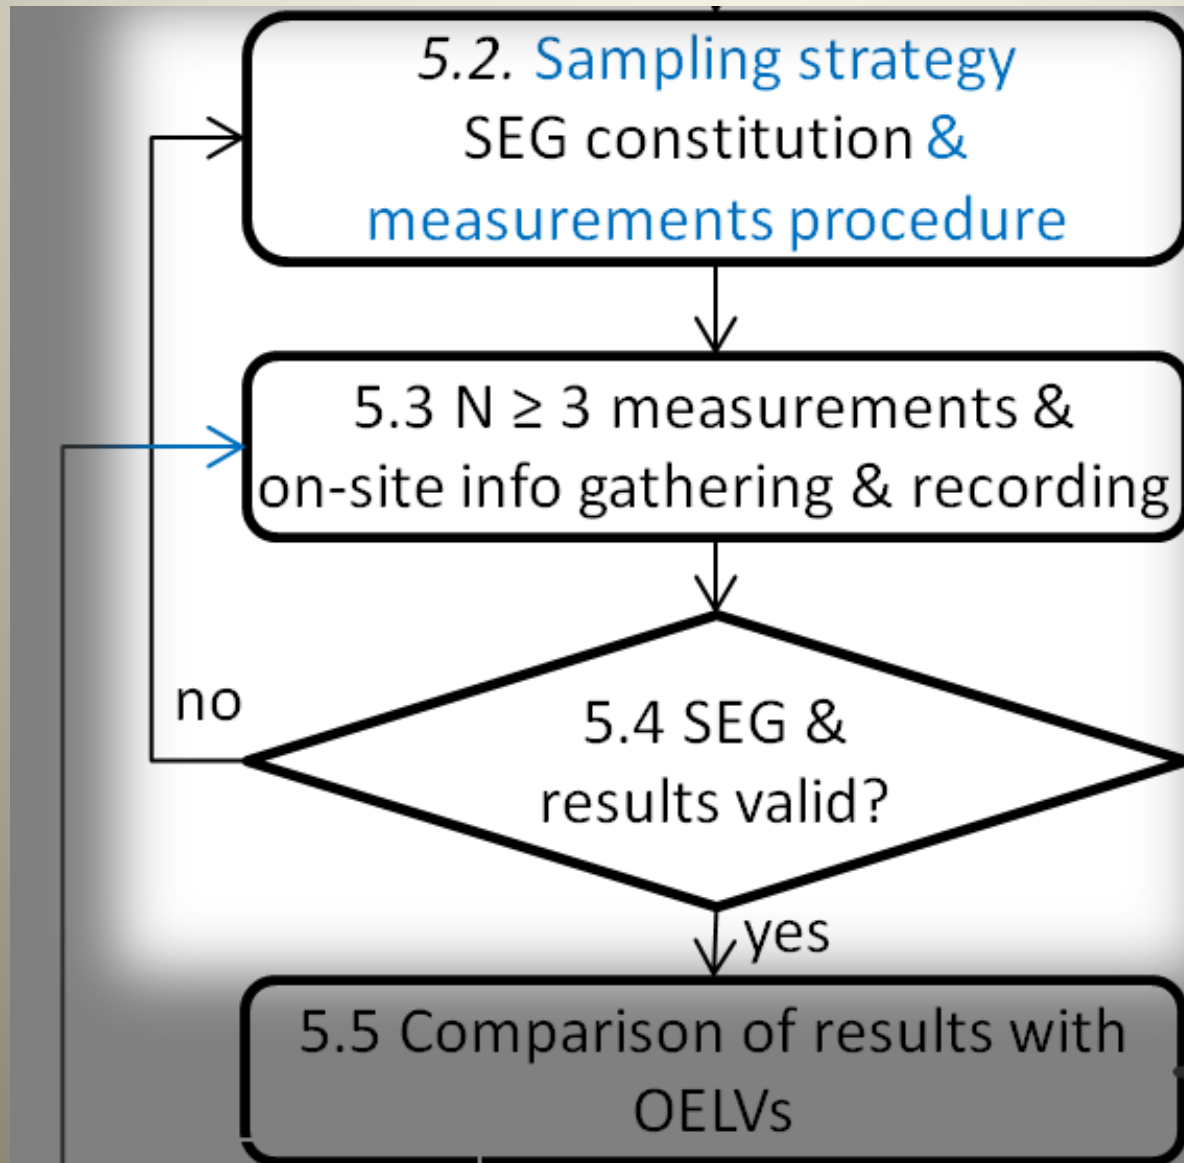 5.2. Sampling strategy
SEG constitution &
measurements procedure
5.3 N ≥ 3 measurements &
on-site info gathering & recording
no
5.4 SEG &
results valid?
yes
5.5 Comparison of results with
OELVs